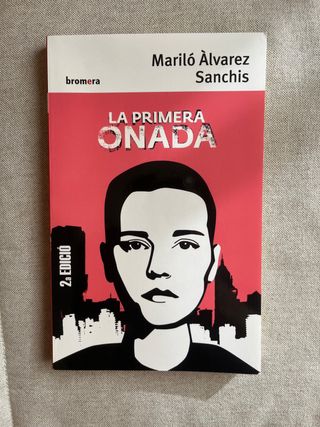 bromera
Mariló Àlvarez
Sanchis
LA PRIMERA
ONADA
2a EDICIÓ